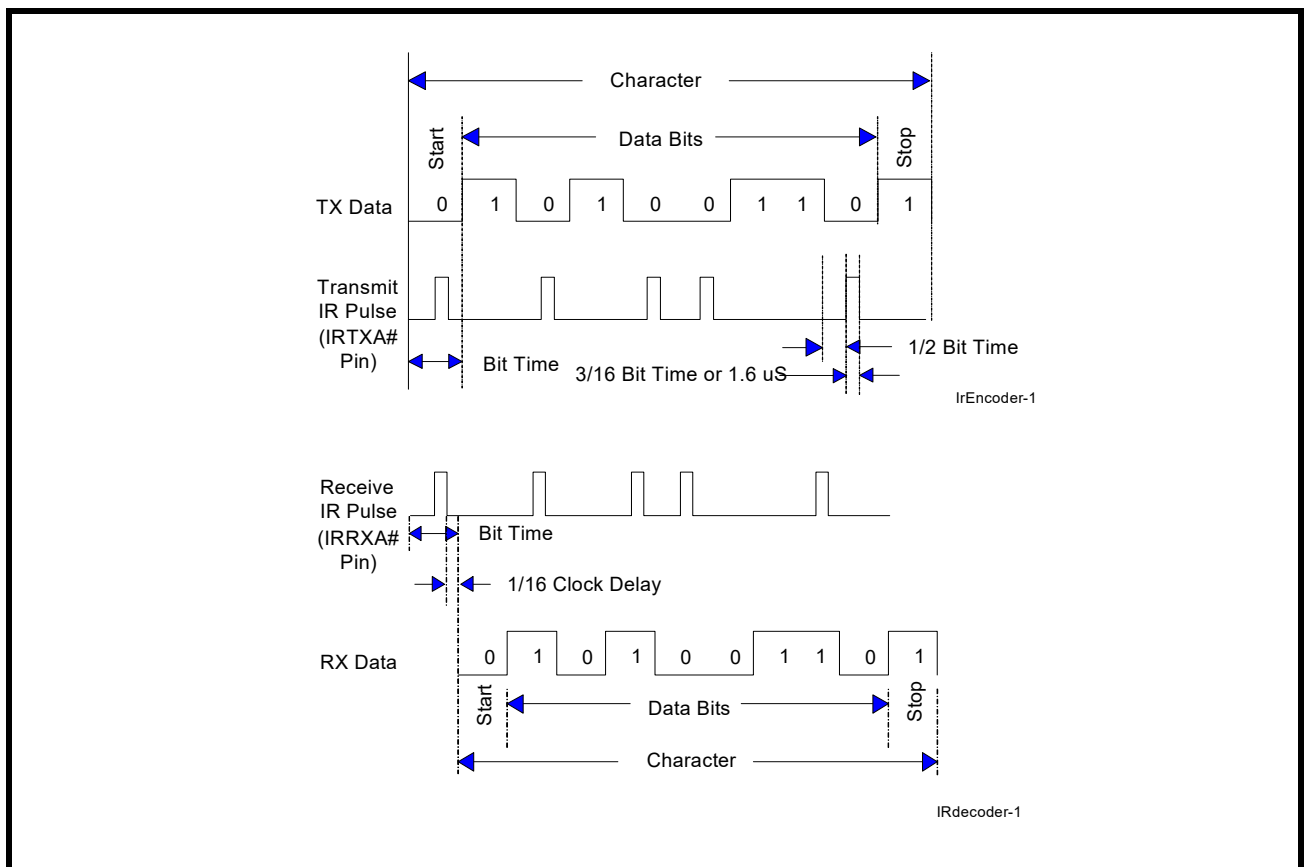 Character
Start
Data Bits
Stop
TX Data
0 1 0 1 0 0 1 1 0 1
Transmit
IR Pulse
(IRTXA#
Pin)
Bit Time
1/2 Bit Time
3/16 Bit Time or 1.6 uS
IrEncoder-1
Receive
IR Pulse
(IRRXA#
Pin)
Bit Time
1/16 Clock Delay
RX Data
0 1 0 1 0 0 1 1 0 1
Start
Data Bits
Stop
Character
IRdecoder-1